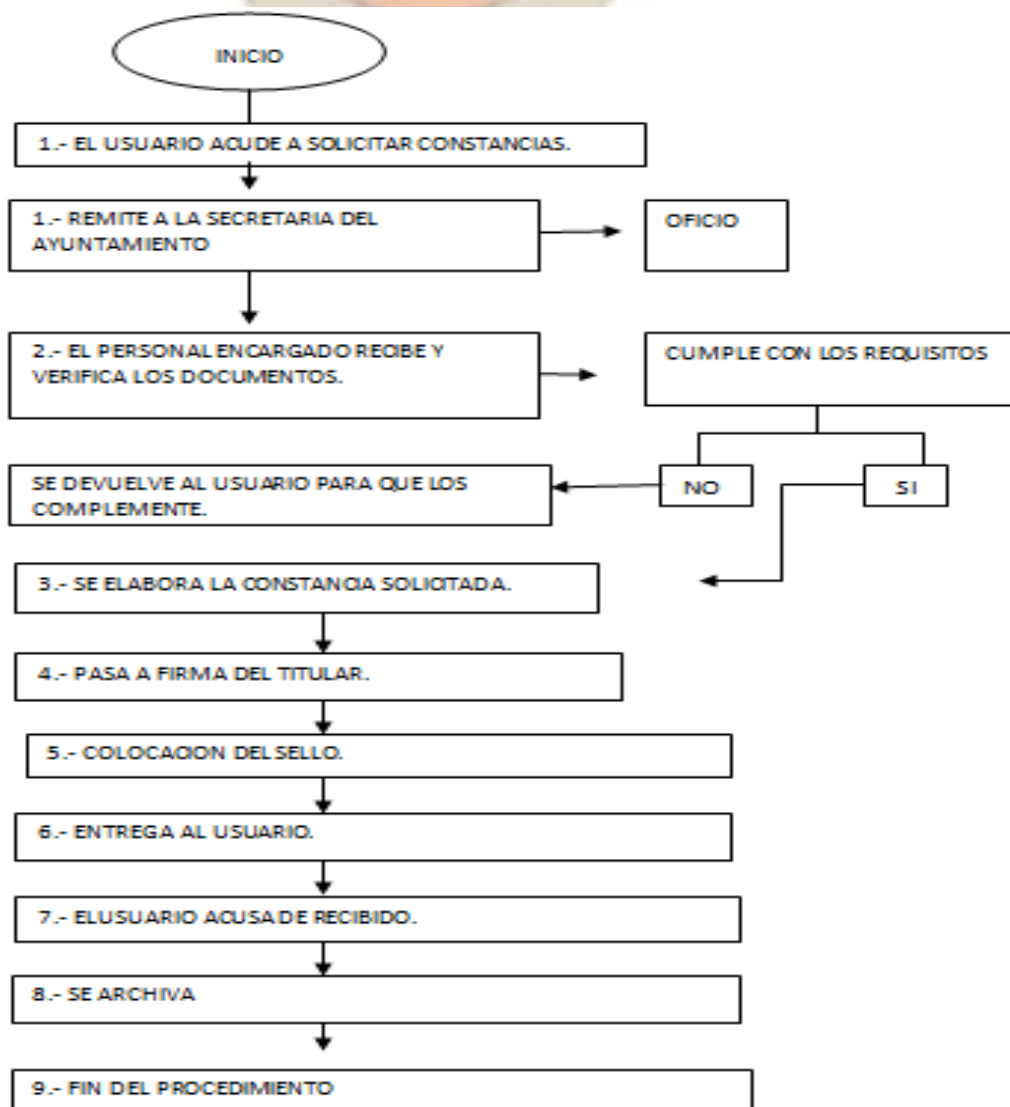 INICIO
1.- EL USUARIO ACUDE A SOLICITAR CONSTANCIAS.
1.- REMITE A LA SECRETARIA DEL
AYUNTAMIENTO
OFICIO
2.- EL PERSONAL ENCARGADO RECIBE Y
VERIFICA LOS DOCUMENTOS.
CUMPLE CON LOS REQUISITOS
SE DEVUELVE AL USUARIO PARA QUE LOS
COMPLEMENTE.
NO
SI
3.- SE ELABORA LA CONSTANCIA SOLICITADA.
4.- PASA A FIRMA DEL TITULAR.
5.- COLOCACION DEL SELLO.
6.- ENTREGA AL USUARIO.
7.- ELUSUARIO ACUSA DE RECIBIDO.
8.- SE ARCHIVA
9.- FIN DEL PROCEDIMIENTO